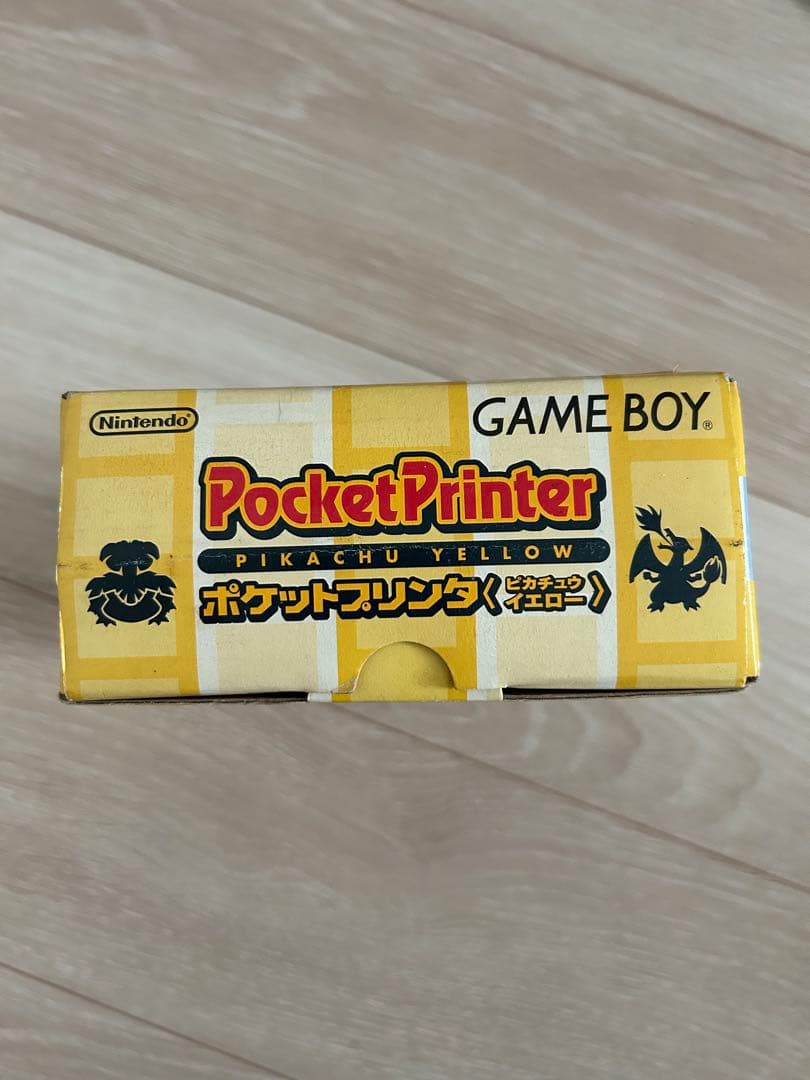 Nintendo®
GAME BOY®
PocketPrinter
PIKACHU YELLOW
ポケットプリンタ〈ピカチュウイエロー〉